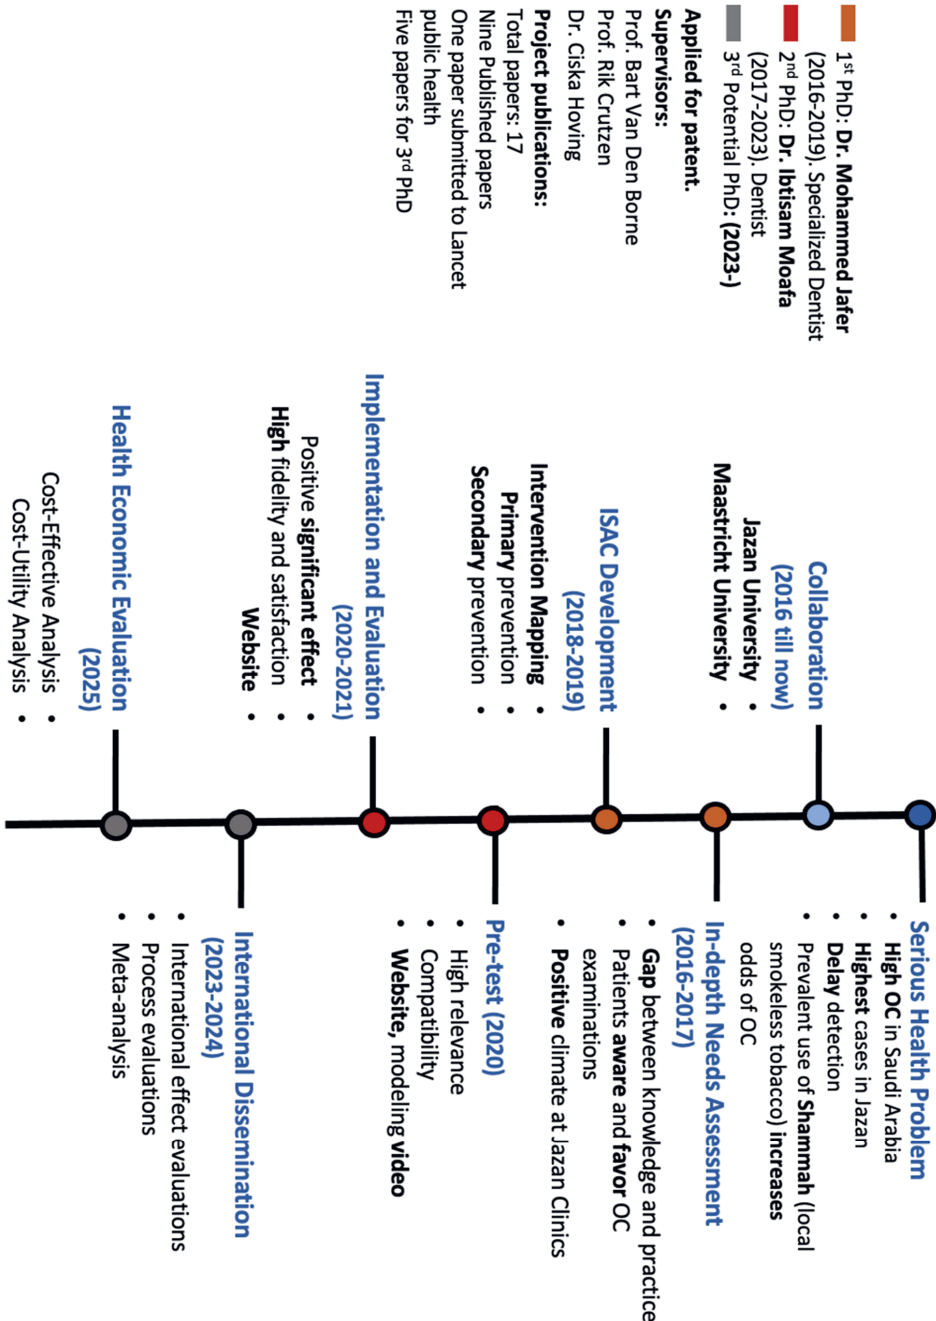 1st PhD: Dr. Mohammed Jafer
(2016-2019). Specialized Dentist
2nd PhD: Dr. Ibtisam Moafa
(2017-2023). Dentist
3rd Potential PhD: (2023-)
Applied for patent.
Supervisors:
Prof. Bart Van Den Borne
Prof. Rik Crutzen
Dr. Ciska Hoving
Project publications:
Total papers: 17
Nine Published papers
One paper submitted to Lancet
public health
Five papers for 3rd PhD
Serious Health Problem
• High OC in Saudi Arabia
• Highest cases in Jazan
• Delay detection
• Prevalent use of Shammah (local
smokeless tobacco) increases
odds of OC
Collaboration
(2016 till now)
Jazan University •
Maastricht University •
In-depth Needs Assessment
(2016-2017)
• Gap between knowledge and practice
• Patients aware and favor OC
examinations
• Positive climate at Jazan Clinics
ISAC Development
(2018-2019)
Intervention Mapping •
Primary prevention •
Secondary prevention •
Pre-test (2020)
• High relevance
• Compatibility
• Website, modeling video
Implementation and Evaluation
(2020-2021)
Positive significant effect •
High fidelity and satisfaction •
Website •
International Dissemination
(2023-2024)
• International effect evaluations
• Process evaluations
• Meta-analysis
Health Economic Evaluation
(2025)
Cost-Effective Analysis •
Cost-Utility Analysis •